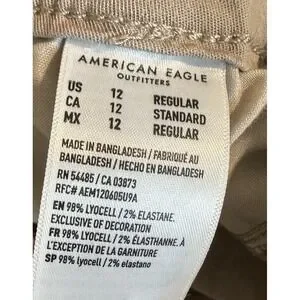 AMERICAN EAGLE
OUTFITTERS
US 12 REGULAR
CA 12 STANDARD
MX 12 REGULAR
MADE IN BANGLADESH / FABRIQUÉ AU
BANGLADESH / HECHO EN BANGLADESH
RN 54485 / CA 03873
RFC# AEM120605U9A
EN 98% LYOCELL / 2% ELASTANE.
EXCLUSIVE OF DECORATION
FR 98% LYOCELL / 2% ÉLASTHANNE. À
L'EXCEPTION DE LA GARNITURE
SP 98% lyocell / 2% elastano